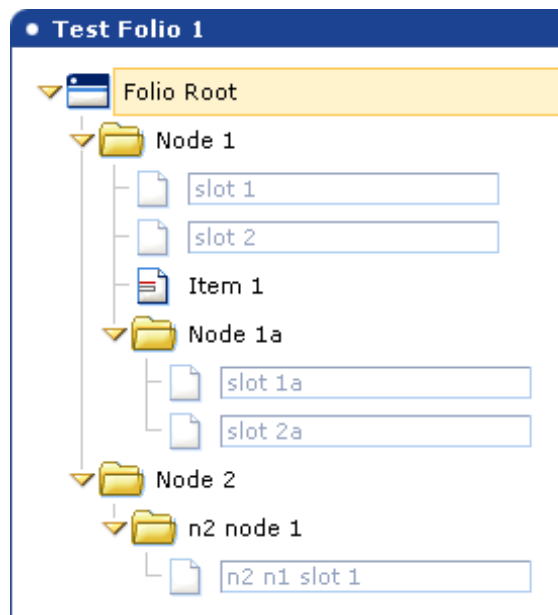 Test Folio 1
Folio Root
Node 1
slot 1
slot 2
Item 1
Node 1a
slot 1a
slot 2a
Node 2
n2 node 1
n2 n1 slot 1